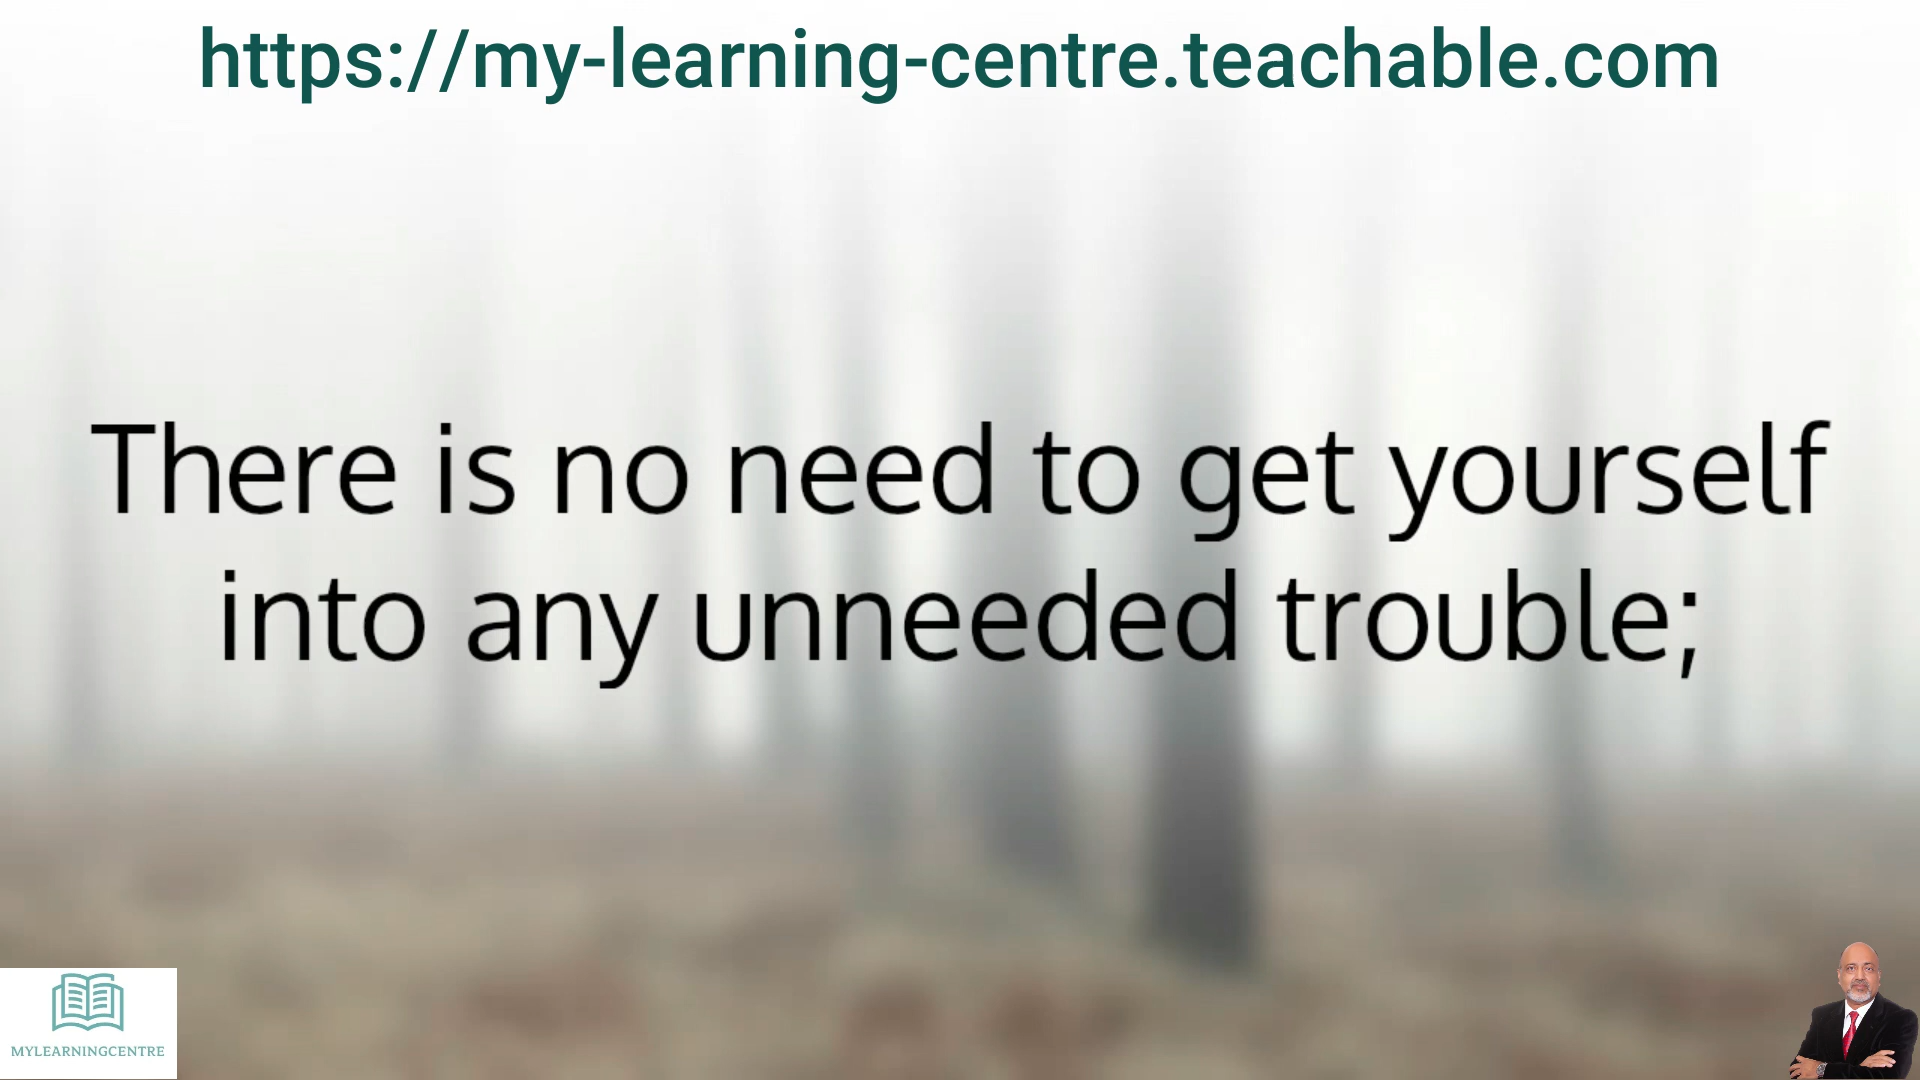 https://my-learning-centre.teachable.com
There is no need to get yourself
into any unneeded trouble;
MYLEARNINGCENTRE